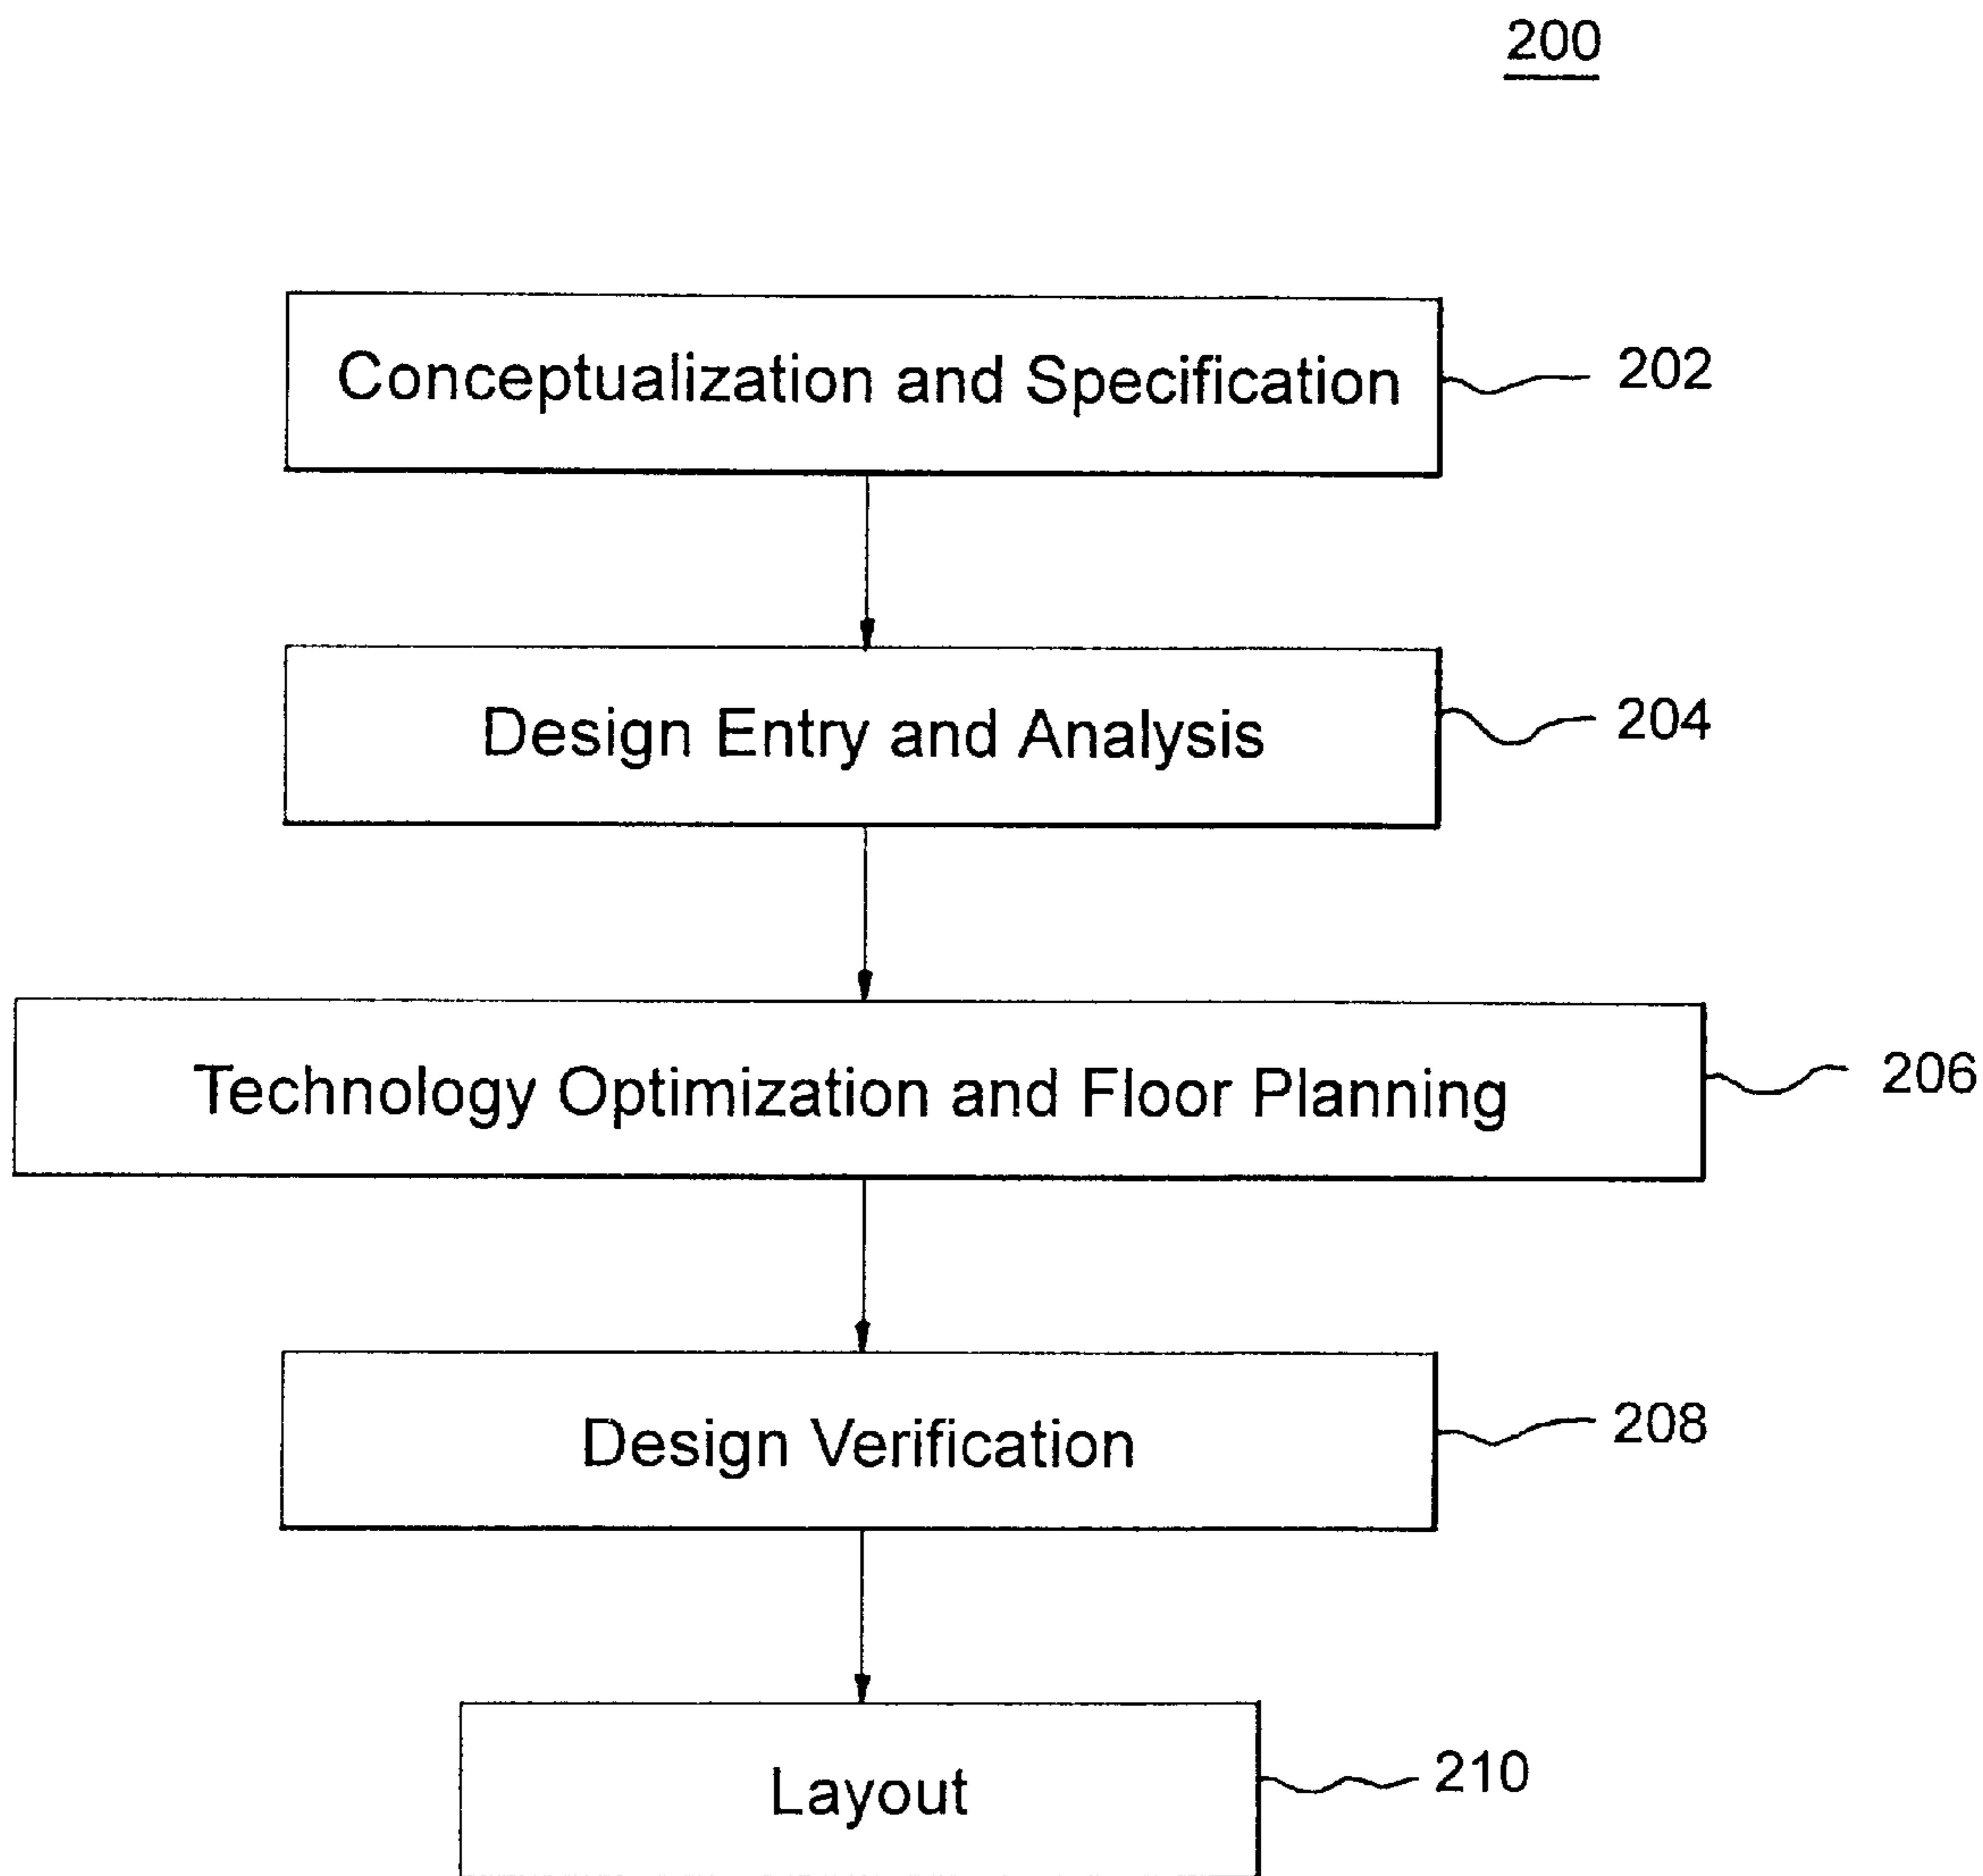 200
Conceptualization and Specification
202
Design Entry and Analysis
204
Technology Optimization and Floor Planning
206
Design Verification
208
Layout
210